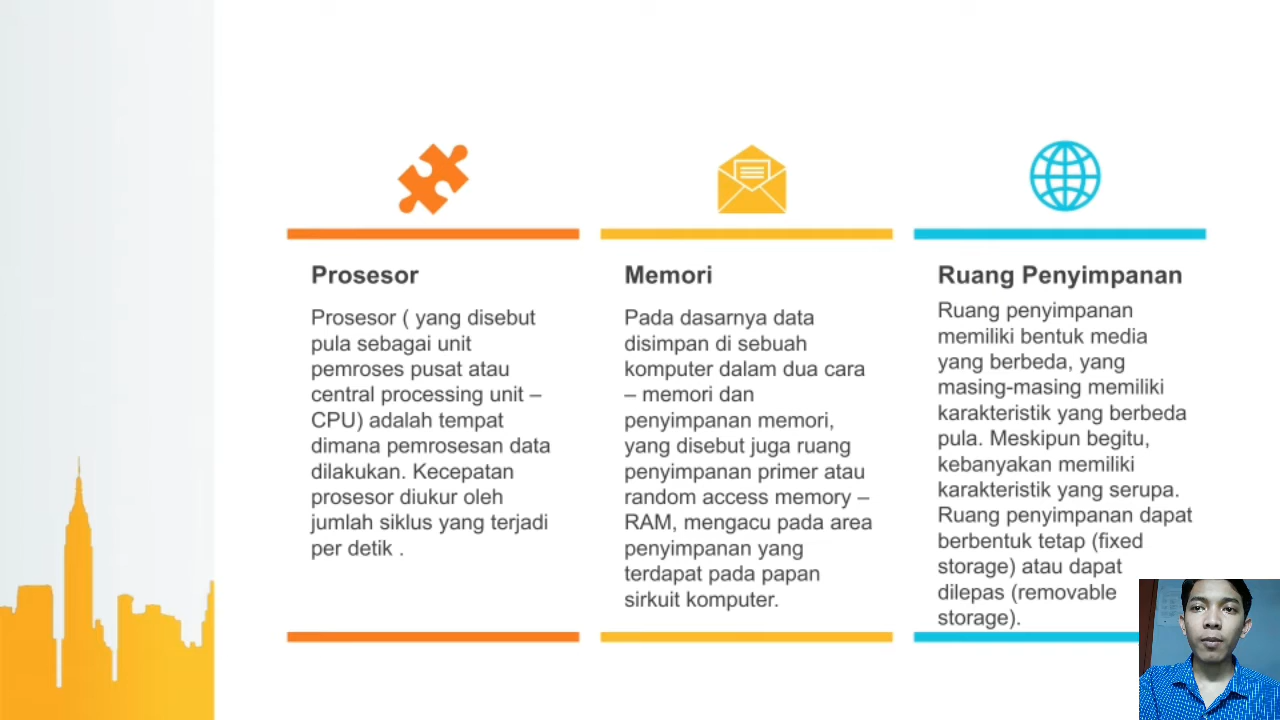 Prosesor
Prosesor ( yang disebut
pula sebagai unit
pemroses pusat atau
central processing unit –
CPU) adalah tempat
dimana pemrosesan data
dilakukan. Kecepatan
prosesor diukur oleh
jumlah siklus yang terjadi
per detik .
Memori
Pada dasarnya data
disimpan di sebuah
komputer dalam dua cara
– memori dan
penyimpanan memori,
yang disebut juga ruang
penyimpanan primer atau
random access memory –
RAM, mengacu pada area
penyimpanan yang
terdapat pada papan
sirkuit komputer.
Ruang Penyimpanan
Ruang penyimpanan
memiliki bentuk media
yang berbeda, yang
masing-masing memiliki
karakteristik yang berbeda
pula. Meskipun begitu,
kebanyakan memiliki
karakteristik yang serupa.
Ruang penyimpanan dapat
berbentuk tetap (fixed
storage) atau dapat
dilepas (removable
storage).